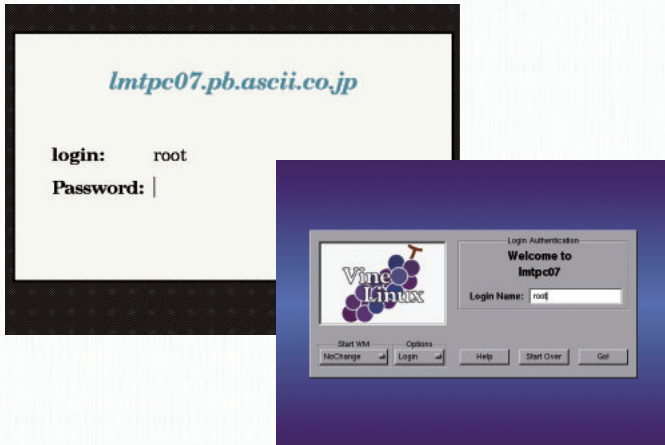 lmtpc07.pb.ascii.co.jp
login: root
Password:
Vine
Linux
Login Authentication
Welcome to
lmtpc07
Login Name: root
Start WM
Options
NoChange
Login
Help
Start Over
Go!